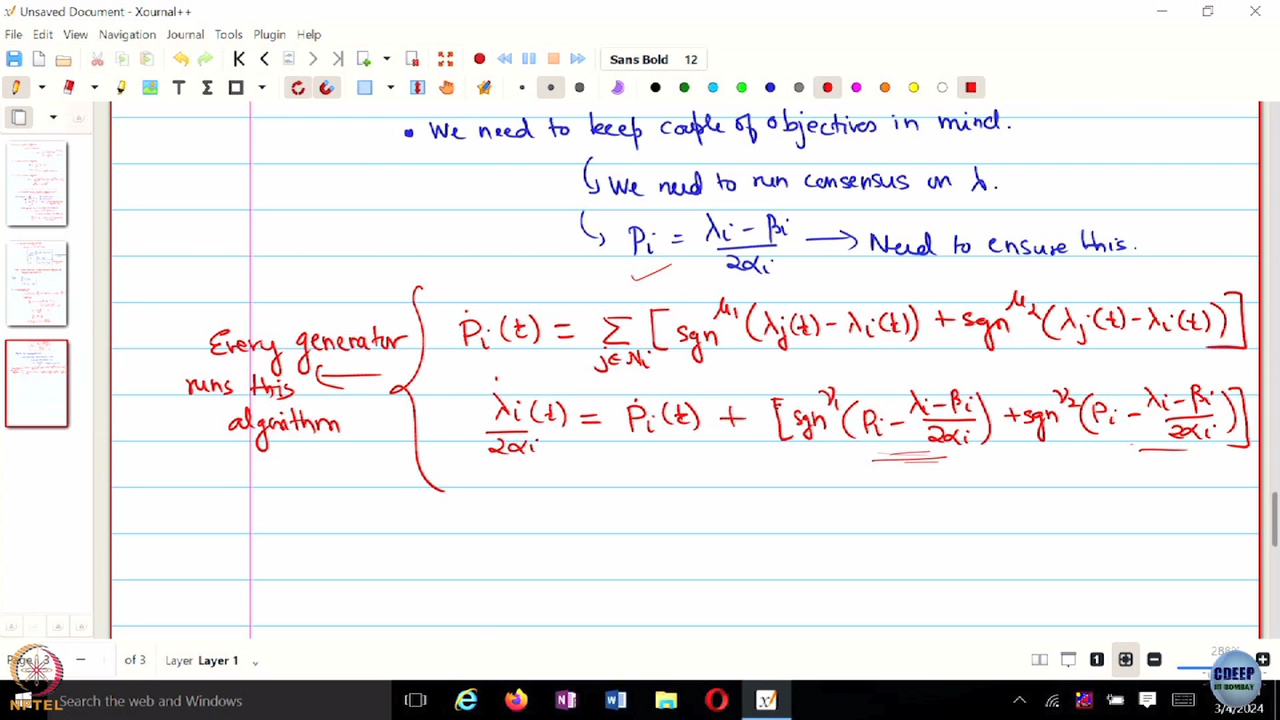 Unsaved Document - Xournal++
File Edit View Navigation Journal Tools Plugin Help
Sans Bold 12
• We need to keep couple of objectives in mind.
↳ We need to run consensus on λ.
↳ Pi = (λi − βi)/(2αi) → Need to ensure this.
Every generator runs this algorithm
Ṗi(t) = Σ_{j∈Ni} [sgn^{μ1}(λj(t) − λi(t)) + sgn^{μ2}(λj(t) − λi(t))]
λ̇i(t)/(2αi) = Ṗi(t) + [sgn^{ν1}(Pi − (λi − βi)/(2αi)) + sgn^{ν2}(Pi − (λi − βi)/(2αi))]
of 3 Layer Layer 1
288%
NPTEL
Search the web and Windows
CDEEP
IIT BOMBAY
3/4/2024